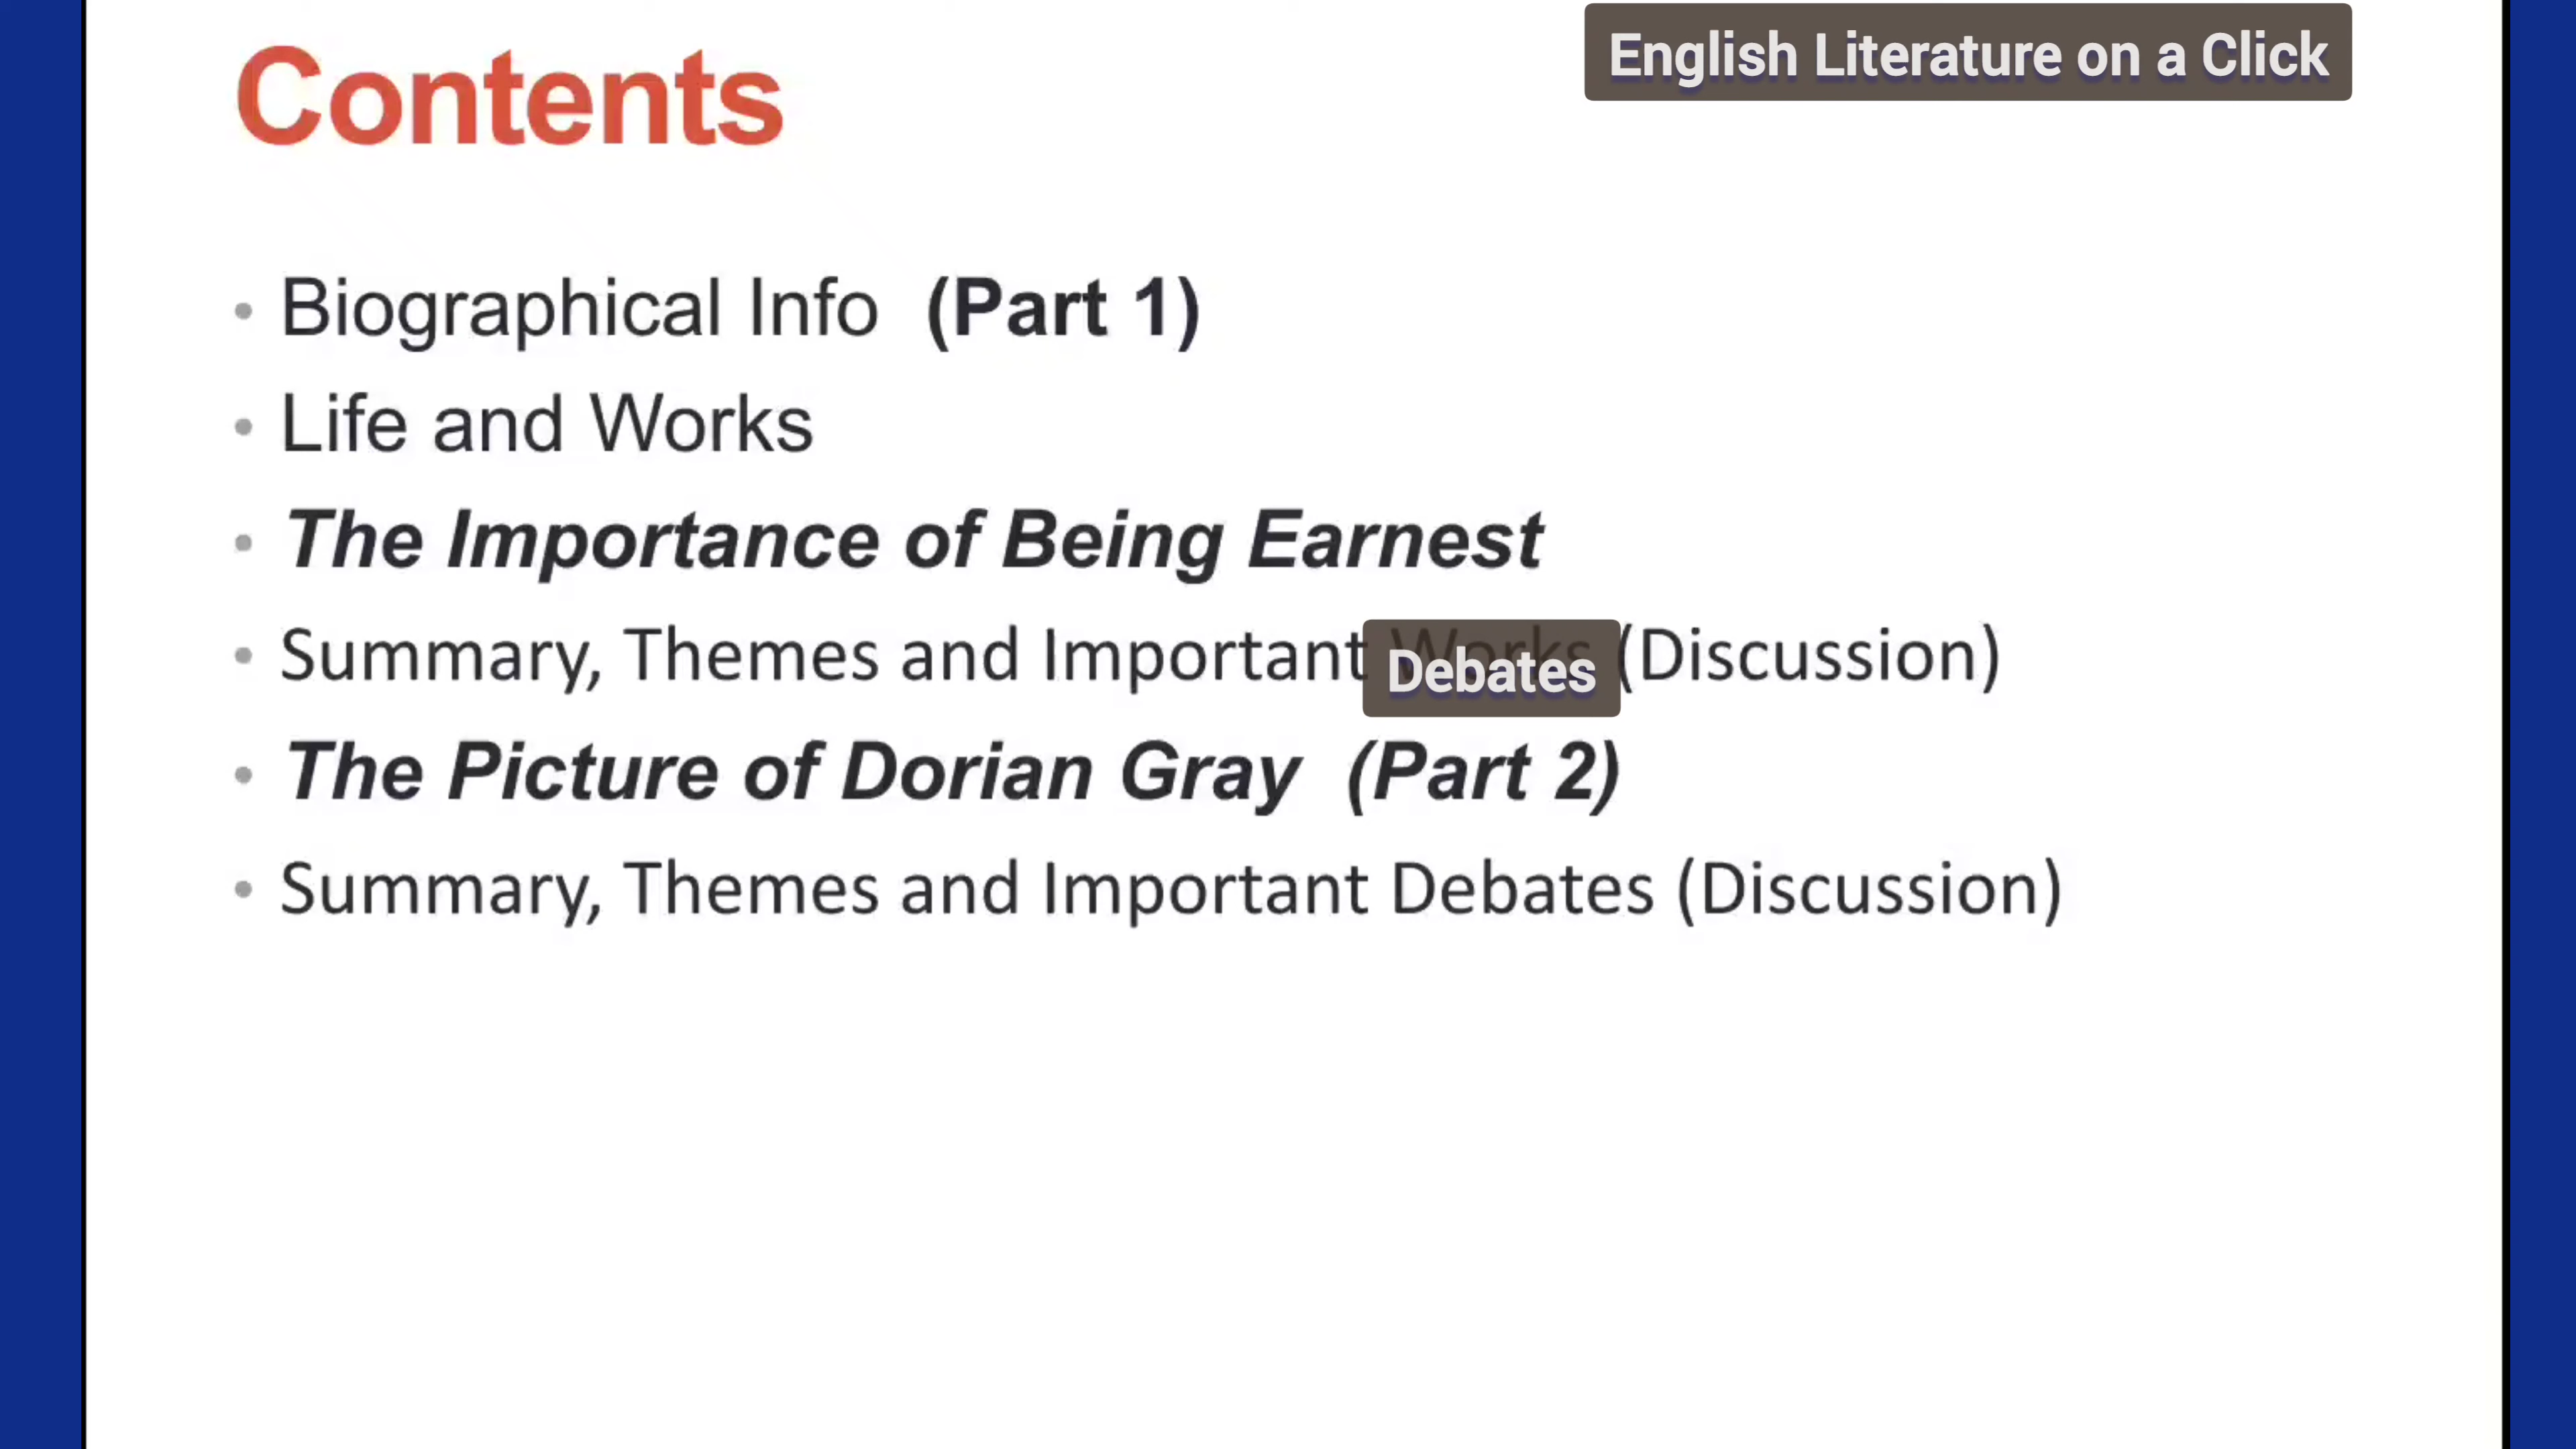 Contents
English Literature on a Click
• Biographical Info (Part 1)
• Life and Works
• The Importance of Being Earnest
• Summary, Themes and Important Debates (Discussion)
• The Picture of Dorian Gray (Part 2)
• Summary, Themes and Important Debates (Discussion)